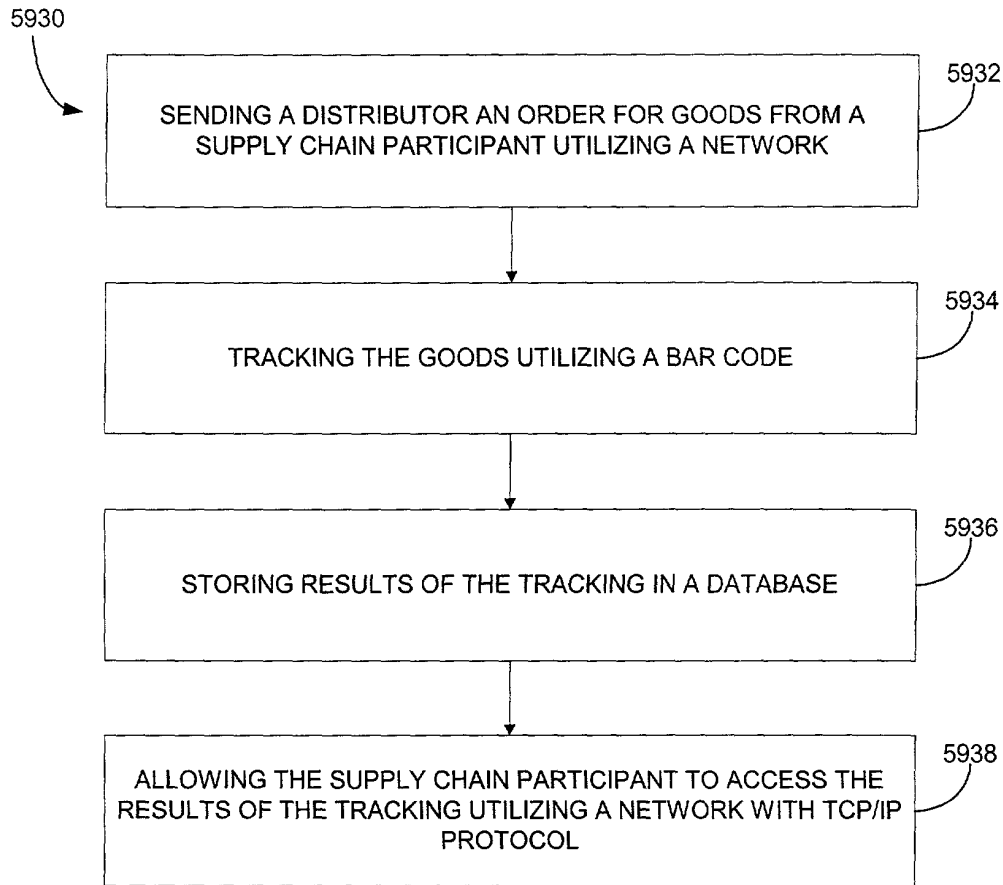 5930
5932
SENDING A DISTRIBUTOR AN ORDER FOR GOODS FROM A
SUPPLY CHAIN PARTICIPANT UTILIZING A NETWORK
5934
TRACKING THE GOODS UTILIZING A BAR CODE
5936
STORING RESULTS OF THE TRACKING IN A DATABASE
5938
ALLOWING THE SUPPLY CHAIN PARTICIPANT TO ACCESS THE
RESULTS OF THE TRACKING UTILIZING A NETWORK WITH TCP/IP
PROTOCOL